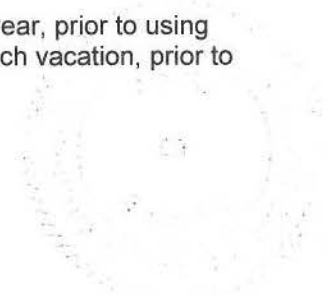 ear, prior to using
ch vacation, prior to